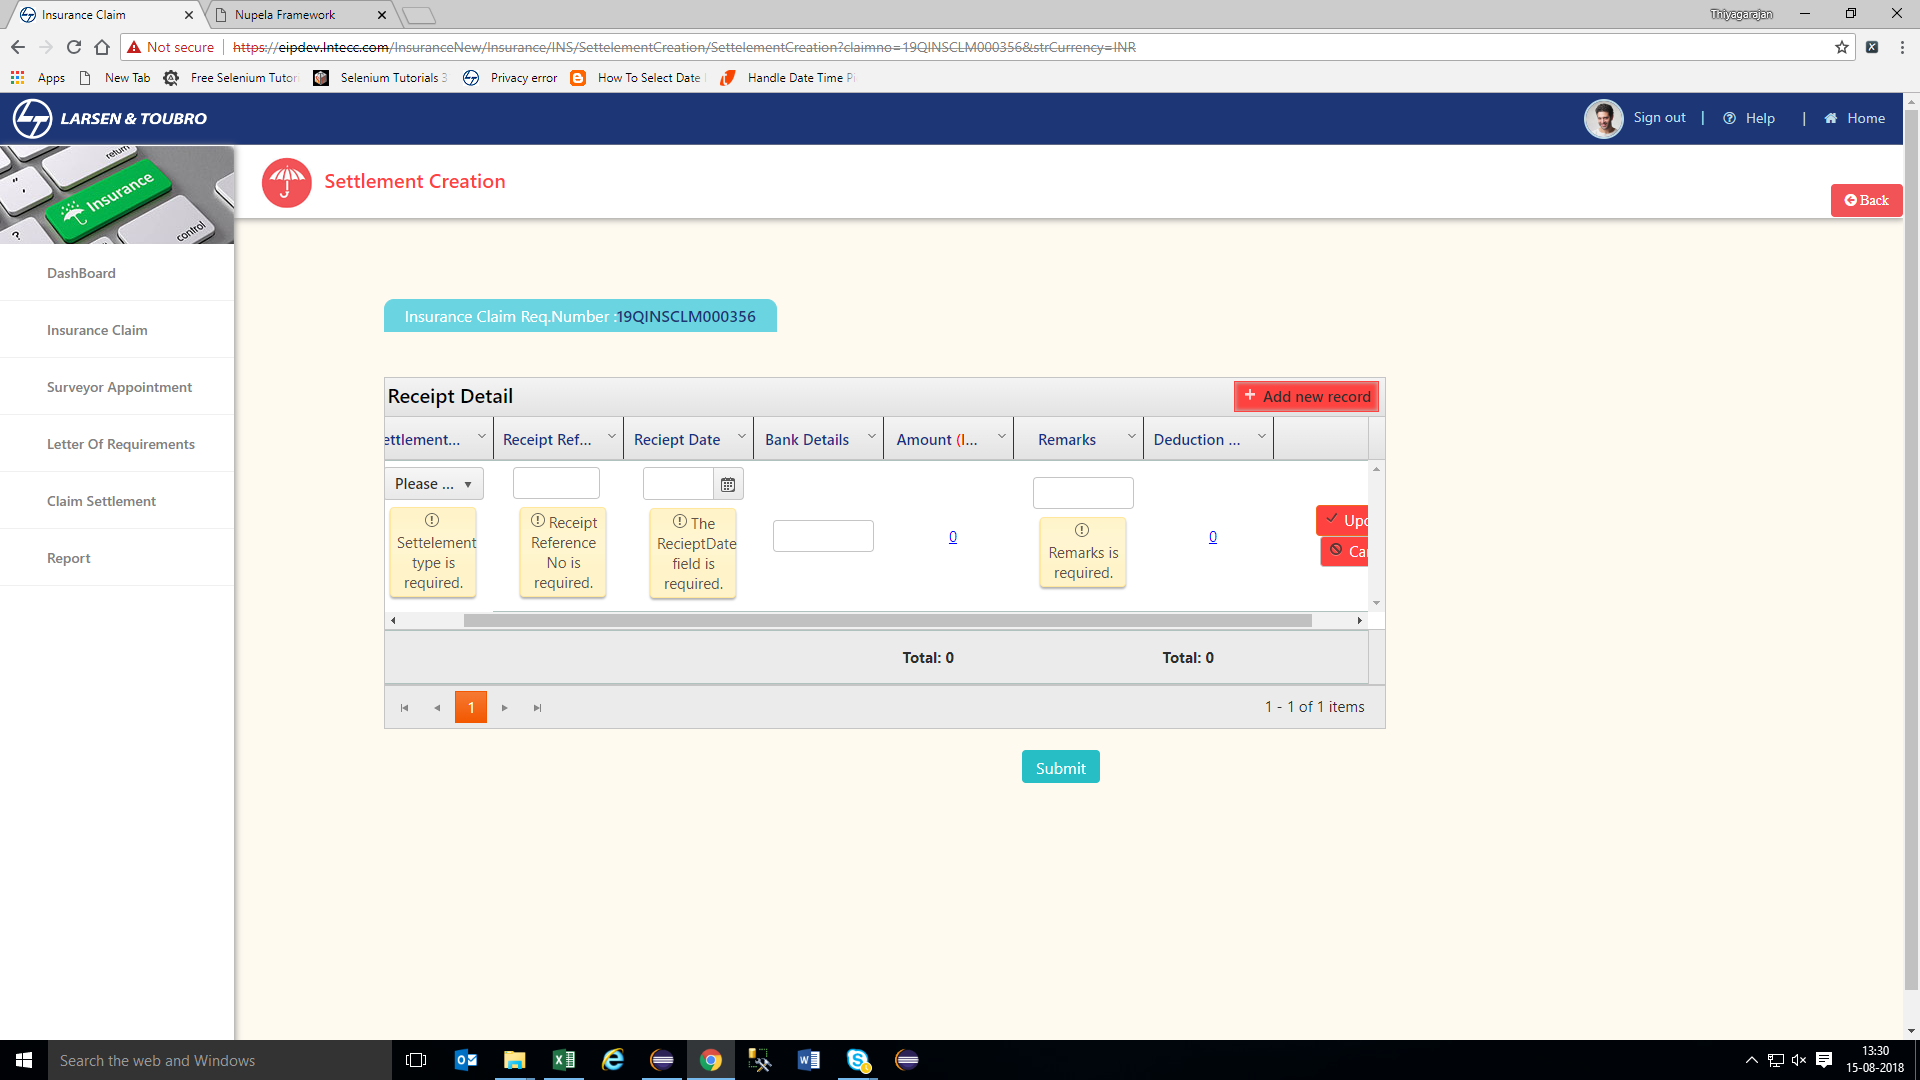 Insurance Claim
Nupela Framework
Thiyagarajan
Not secure
https://eipdev.lntecc.com/InsuranceNew/Insurance/INS/SettelementCreation/SettelementCreation?claimno=19QINSCLM000356&strCurrency=INR
Apps
New Tab
Free Selenium Tutor
Selenium Tutorials 3
Privacy error
How To Select Date
Handle Date Time Pi
LARSEN & TOUBRO
Sign out | Help | Home
return
Insurance
control
Settlement Creation
Back
DashBoard
Insurance Claim
Surveyor Appointment
Letter Of Requirements
Claim Settlement
Report
Insurance Claim Req.Number :19QINSCLM000356
Receipt Detail
+ Add new record
ettlement...
Receipt Ref...
Reciept Date
Bank Details
Amount (I...
Remarks
Deduction ...
Please ...
Settelement
type is
required.
Receipt
Reference
No is
required.
The
RecieptDate
field is
required.
0
Remarks is
required.
0
Upd
Can
Total: 0
Total: 0
1
1 - 1 of 1 items
Submit
Search the web and Windows
13:30
15-08-2018